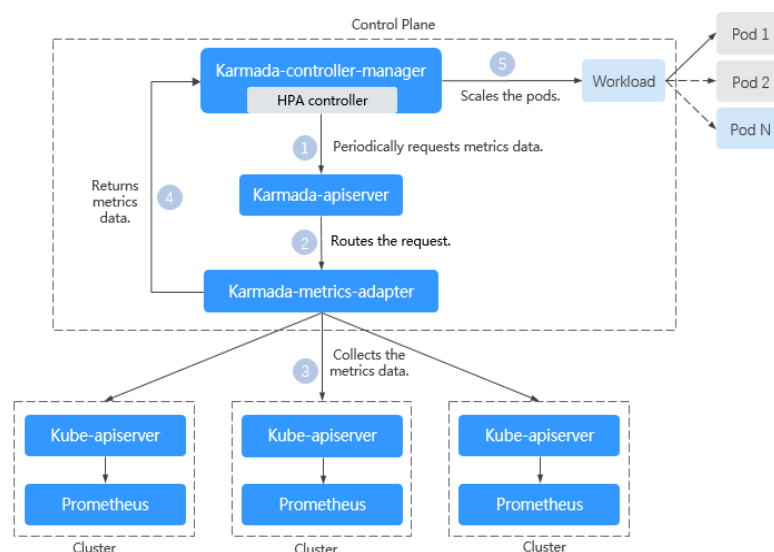 Control Plane
Pod 1
Karmada-controller-manager
5
Workload
Pod 2
HPA controller
Scales the pods.
Pod N
1
Periodically requests metrics data.
Returns
metrics
data.
4
Karmada-apiserver
2
Routes the request.
Karmada-metrics-adapter
3
Collects the
metrics data.
Kube-apiserver
Kube-apiserver
Kube-apiserver
Prometheus
Prometheus
Prometheus
Cluster
Cluster
Cluster